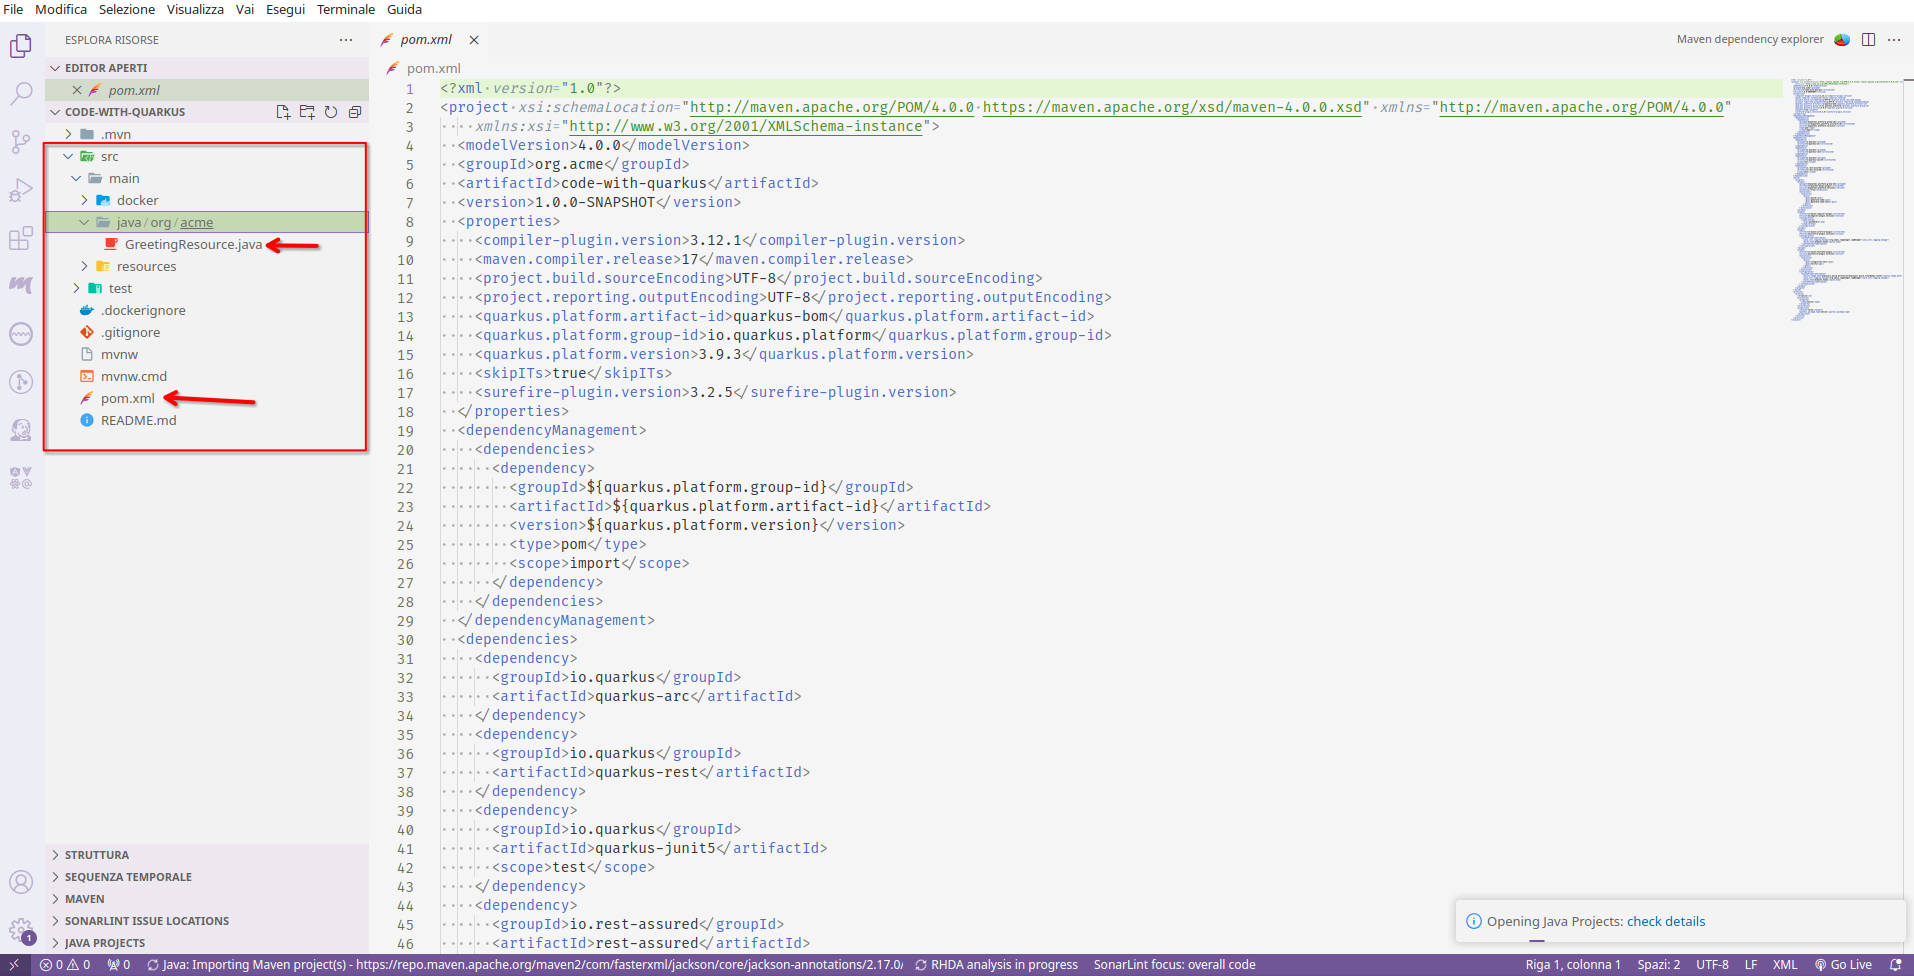 File Modifica Selezione Visualizza Vai Esegui Terminale Guida
ESPLORA RISORSE
EDITOR APERTI
pom.xml
CODE-WITH-QUARKUS
.mvn
src
main
docker
java / org / acme
GreetingResource.java
resources
test
.dockerignore
.gitignore
mvnw
mvnw.cmd
pom.xml
README.md
STRUTTURA
SEQUENZA TEMPORALE
MAVEN
SONARLINT ISSUE LOCATIONS
JAVA PROJECTS
1
pom.xml
Maven dependency explorer
pom.xml
1 <?xml version="1.0"?>
2 <project xsi:schemaLocation="http://maven.apache.org/POM/4.0.0 https://maven.apache.org/xsd/maven-4.0.0.xsd" xmlns="http://maven.apache.org/POM/4.0.0"
3 xmlns:xsi="http://www.w3.org/2001/XMLSchema-instance">
4 <modelVersion>4.0.0</modelVersion>
5 <groupId>org.acme</groupId>
6 <artifactId>code-with-quarkus</artifactId>
7 <version>1.0.0-SNAPSHOT</version>
8 <properties>
9 <compiler-plugin.version>3.12.1</compiler-plugin.version>
10 <maven.compiler.release>17</maven.compiler.release>
11 <project.build.sourceEncoding>UTF-8</project.build.sourceEncoding>
12 <project.reporting.outputEncoding>UTF-8</project.reporting.outputEncoding>
13 <quarkus.platform.artifact-id>quarkus-bom</quarkus.platform.artifact-id>
14 <quarkus.platform.group-id>io.quarkus.platform</quarkus.platform.group-id>
15 <quarkus.platform.version>3.9.3</quarkus.platform.version>
16 <skipITs>true</skipITs>
17 <surefire-plugin.version>3.2.5</surefire-plugin.version>
18 </properties>
19 <dependencyManagement>
20 <dependencies>
21 <dependency>
22 <groupId>${quarkus.platform.group-id}</groupId>
23 <artifactId>${quarkus.platform.artifact-id}</artifactId>
24 <version>${quarkus.platform.version}</version>
25 <type>pom</type>
26 <scope>import</scope>
27 </dependency>
28 </dependencies>
29 </dependencyManagement>
30 <dependencies>
31 <dependency>
32 <groupId>io.quarkus</groupId>
33 <artifactId>quarkus-arc</artifactId>
34 </dependency>
35 <dependency>
36 <groupId>io.quarkus</groupId>
37 <artifactId>quarkus-rest</artifactId>
38 </dependency>
39 <dependency>
40 <groupId>io.quarkus</groupId>
41 <artifactId>quarkus-junit5</artifactId>
42 <scope>test</scope>
43 </dependency>
44 <dependency>
45 <groupId>io.rest-assured</groupId>
46 <artifactId>rest-assured</artifactId>
Opening Java Projects: check details
0 0 0 Java: Importing Maven project(s) - https://repo.maven.apache.org/maven2/com/fasterxml/jackson/core/jackson-annotations/2.17.0/ RHDA analysis in progress SonarLint focus: overall code Riga 1, colonna 1 Spazi: 2 UTF-8 LF XML Go Live